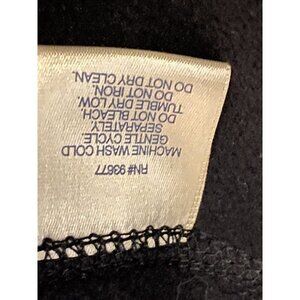 RN# 93677
MACHINE WASH COLD
GENTLE CYCLE.
SEPARATELY.
DO NOT BLEACH.
TUMBLE DRY LOW.
DO NOT IRON.
DO NOT DRY CLEAN.